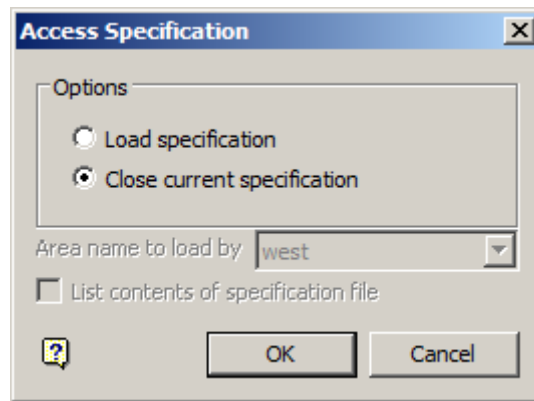 Access Specification
Options
Load specification
Close current specification
Area name to load by west
List contents of specification file
? OK Cancel